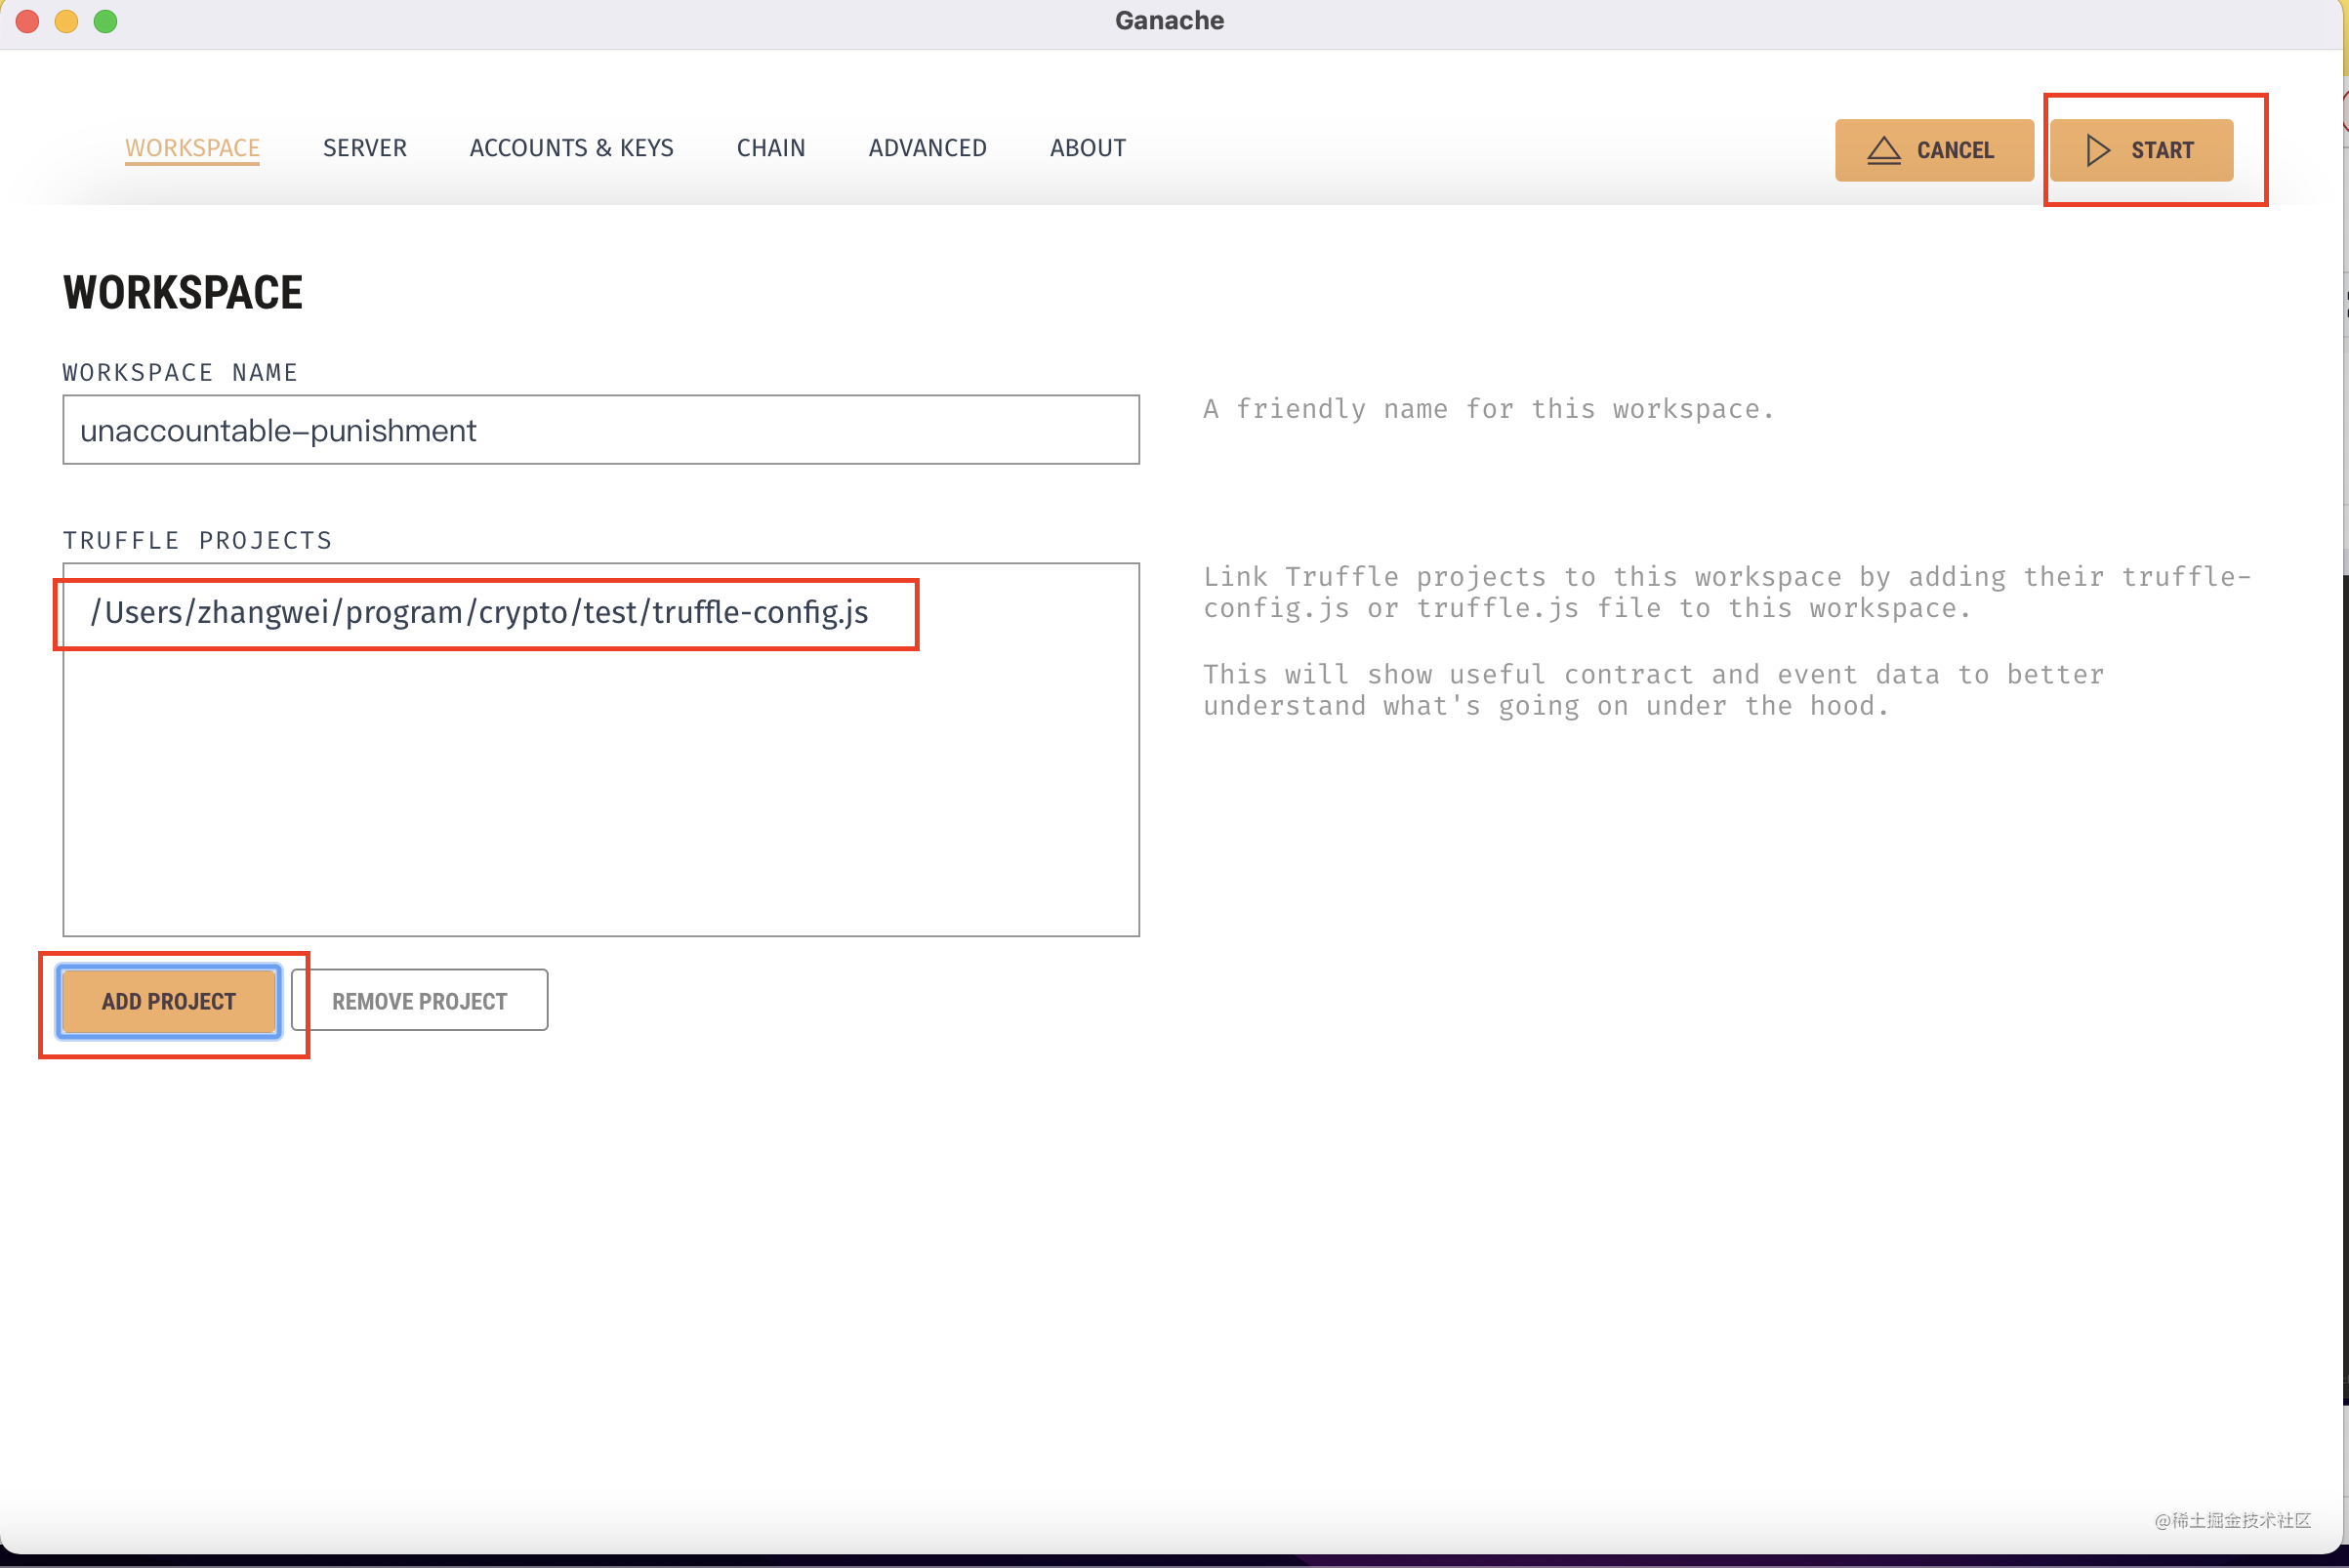 Ganache
WORKSPACE SERVER ACCOUNTS & KEYS CHAIN ADVANCED ABOUT CANCEL START
WORKSPACE
WORKSPACE NAME
unaccountable-punishment
A friendly name for this workspace.
TRUFFLE PROJECTS
/Users/zhangwei/program/crypto/test/truffle-config.js
Link Truffle projects to this workspace by adding their truffle-
config.js or truffle.js file to this workspace.
This will show useful contract and event data to better
understand what's going on under the hood.
ADD PROJECT REMOVE PROJECT
@稀土掘金技术社区